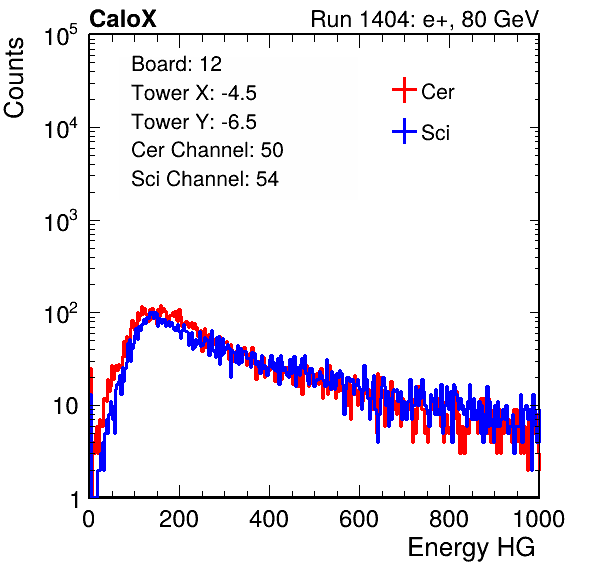 CaloX Run 1404: e+, 80 GeV
Counts
Board: 12
Tower X: -4.5
Tower Y: -6.5
Cer Channel: 50
Sci Channel: 54
Cer
Sci
10^5
10^4
10^3
10^2
10
1
0 200 400 600 800 1000
Energy HG